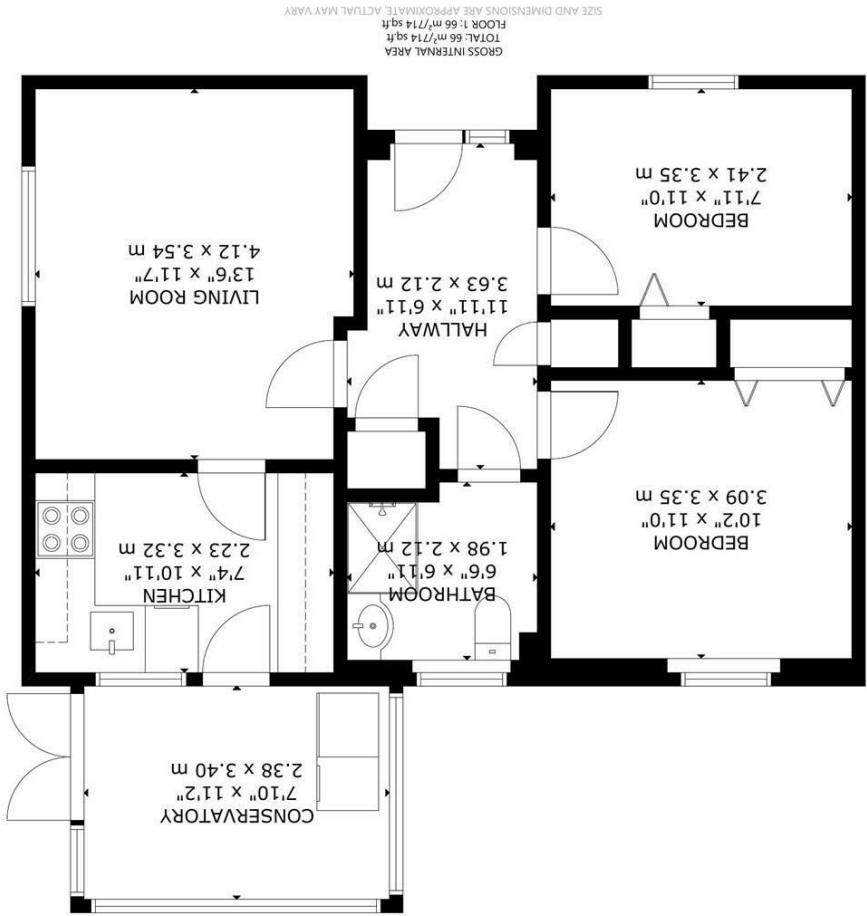 CONSERVATORY
7'10" x 11'2"
2.38 x 3.40 m
BEDROOM
10'2" x 11'0"
3.09 x 3.35 m
BATHROOM
6'6" x 6'11"
1.98 x 2.12 m
KITCHEN
7'4" x 10'11"
2.23 x 3.32 m
BEDROOM
7'11" x 11'0"
2.41 x 3.35 m
HALLWAY
11'11" x 6'11"
3.63 x 2.12 m
LIVING ROOM
13'6" x 11'7"
4.12 x 3.54 m
GROSS INTERNAL AREA
TOTAL: 66 m²/714 sq.ft
FLOOR 1: 66 m²/714 sq.ft
SIZE AND DIMENSIONS ARE APPROXIMATE, ACTUAL MAY VARY